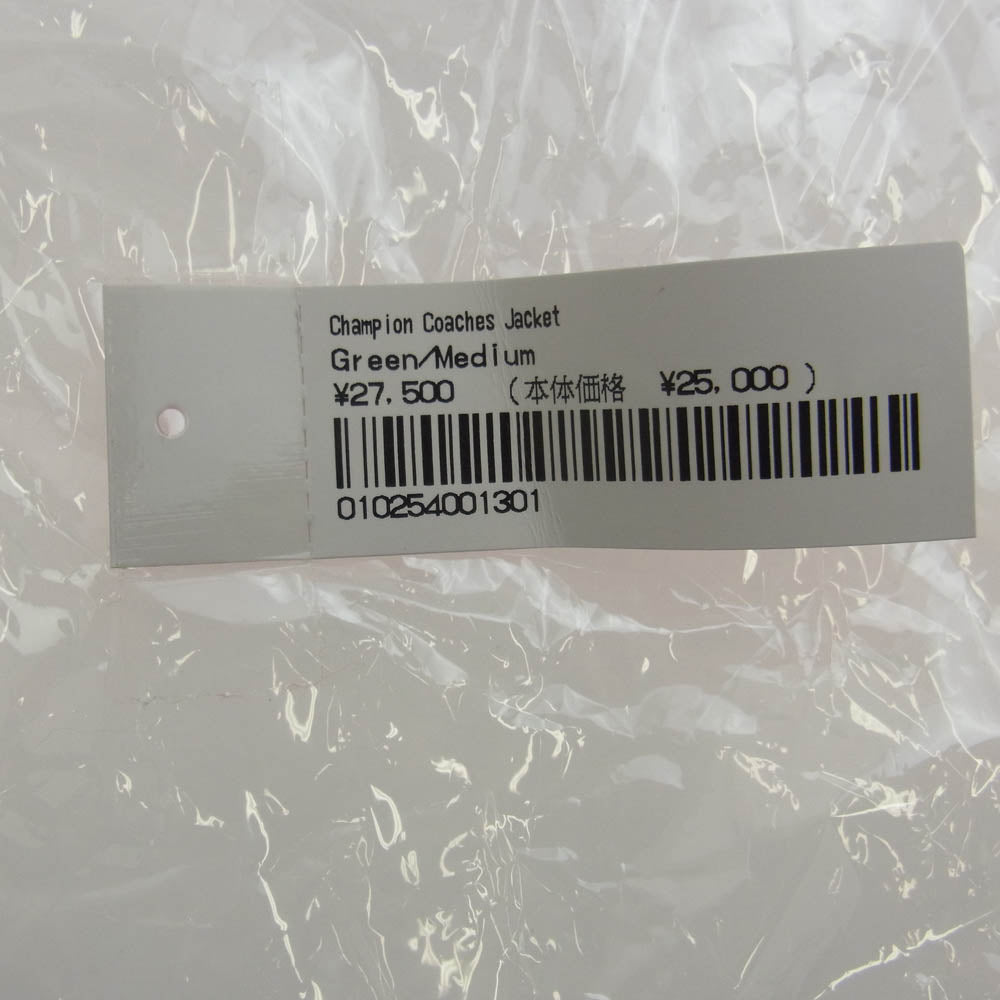 Champion Coaches Jacket
Green/Medium
¥27,500 (本体価格 ¥25,000 )
010254001301